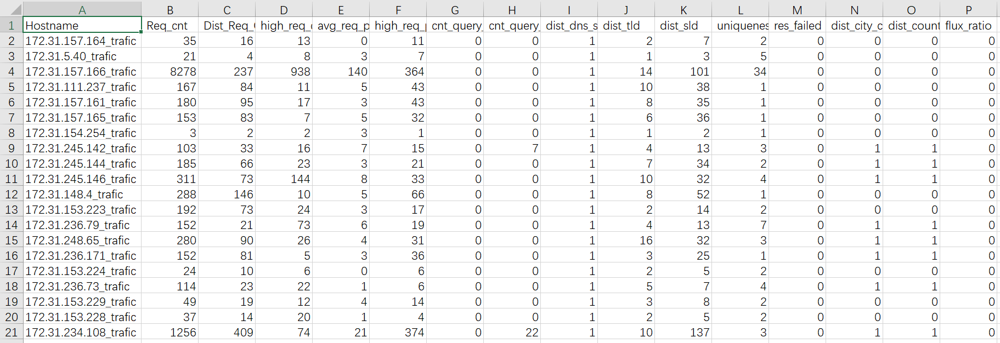 A B C D E F G H I J K L M N O P
1 Hostname Req_cnt Dist_Req_ high_req_ avg_req_p high_req_ cnt_query_ cnt_query_ dist_dns_s dist_tld dist_sld uniquenes res_failed dist_city_c dist_count flux_ratio
2 172.31.157.164_trafic 35 16 13 0 11 0 0 1 2 7 2 0 0 0 0
3 172.31.5.40_trafic 21 4 8 3 7 0 0 1 1 3 5 0 0 0 0
4 172.31.157.166_trafic 8278 237 938 140 364 0 0 1 14 101 34 0 0 0 0
5 172.31.111.237_trafic 167 84 11 5 43 0 0 1 10 38 1 0 0 0 0
6 172.31.157.161_trafic 180 95 17 3 43 0 0 1 8 35 1 0 0 0 0
7 172.31.157.165_trafic 153 83 7 5 32 0 0 1 6 36 1 0 0 0 0
8 172.31.154.254_trafic 3 2 2 3 1 0 0 1 1 2 1 0 0 0 0
9 172.31.245.142_trafic 103 33 16 7 15 0 7 1 4 13 3 0 1 1 0
10 172.31.245.144_trafic 185 66 23 3 21 0 0 1 7 34 2 0 1 1 0
11 172.31.245.146_trafic 311 73 144 8 33 0 0 1 10 32 4 0 1 1 0
12 172.31.148.4_trafic 288 146 10 5 66 0 0 1 8 52 1 0 0 0 0
13 172.31.153.223_trafic 192 73 24 3 17 0 0 1 2 14 2 0 0 0 0
14 172.31.236.79_trafic 152 21 73 6 19 0 0 1 4 13 7 0 1 1 0
15 172.31.248.65_trafic 280 90 26 4 31 0 0 1 16 32 3 0 1 1 0
16 172.31.236.171_trafic 152 81 5 3 36 0 0 1 3 25 1 0 1 1 0
17 172.31.153.224_trafic 24 10 6 0 6 0 0 1 2 5 2 0 0 0 0
18 172.31.236.73_trafic 114 23 22 1 6 0 0 1 5 7 4 0 1 1 0
19 172.31.153.229_trafic 49 19 12 4 14 0 0 1 3 8 2 0 0 0 0
20 172.31.153.228_trafic 37 14 20 1 4 0 0 1 2 5 2 0 0 0 0
21 172.31.234.108_trafic 1256 409 74 21 374 0 22 1 10 137 3 0 1 1 0